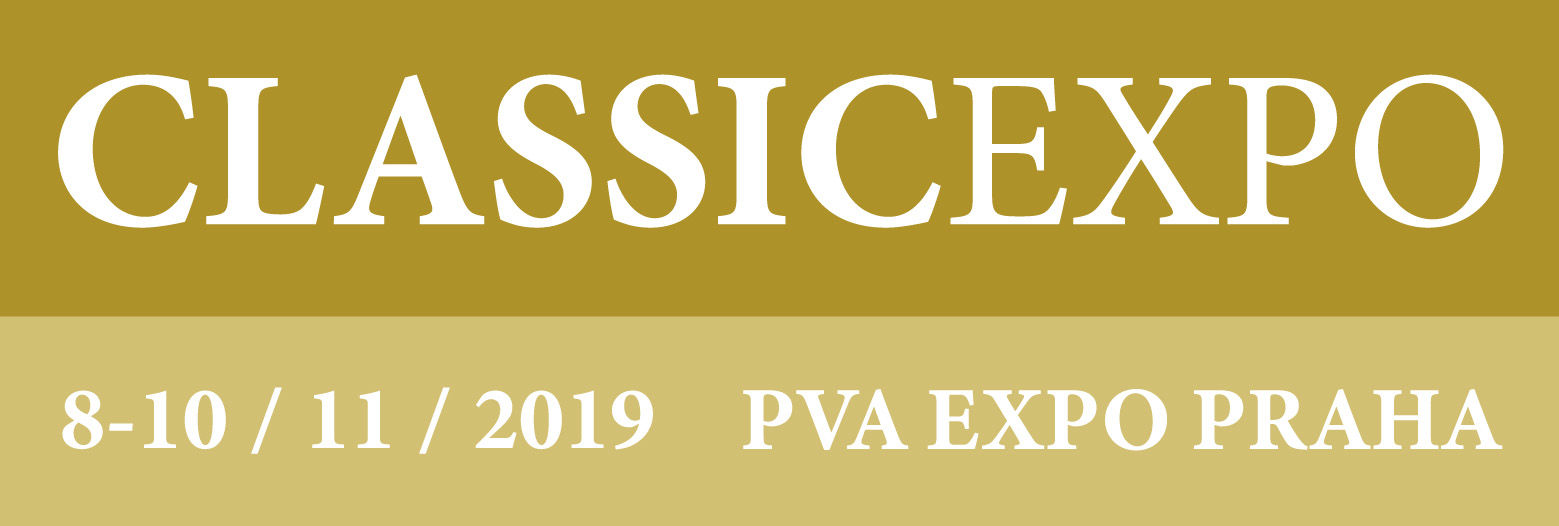 CLASSICEXPO
8-10 / 11 / 2019 PVA EXPO PRAHA